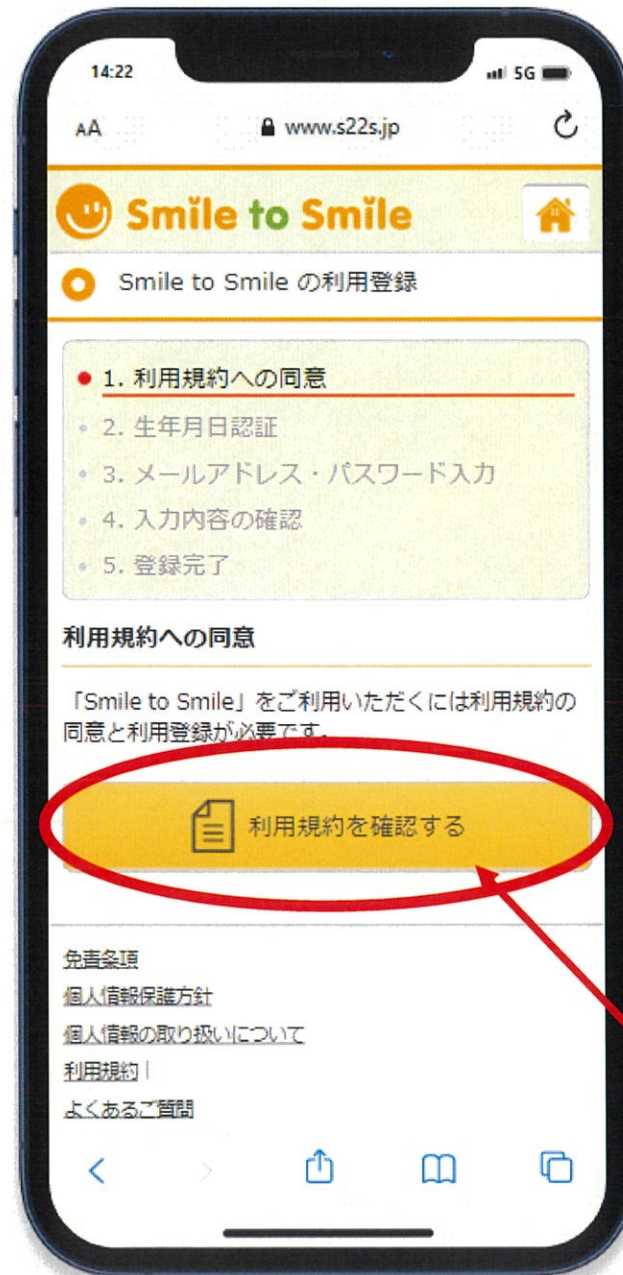 14:22
5G
AA
www.s22s.jp
Smile to Smile
Smile to Smile の利用登録
1. 利用規約への同意
2. 生年月日認証
3. メールアドレス・パスワード入力
4. 入力内容の確認
5. 登録完了
利用規約への同意
「Smile to Smile」をご利用いただくには利用規約の
同意と利用登録が必要です。
利用規約を確認する
免責条項
個人情報保護方針
個人情報の取り扱いについて
利用規約 |
よくあるご質問